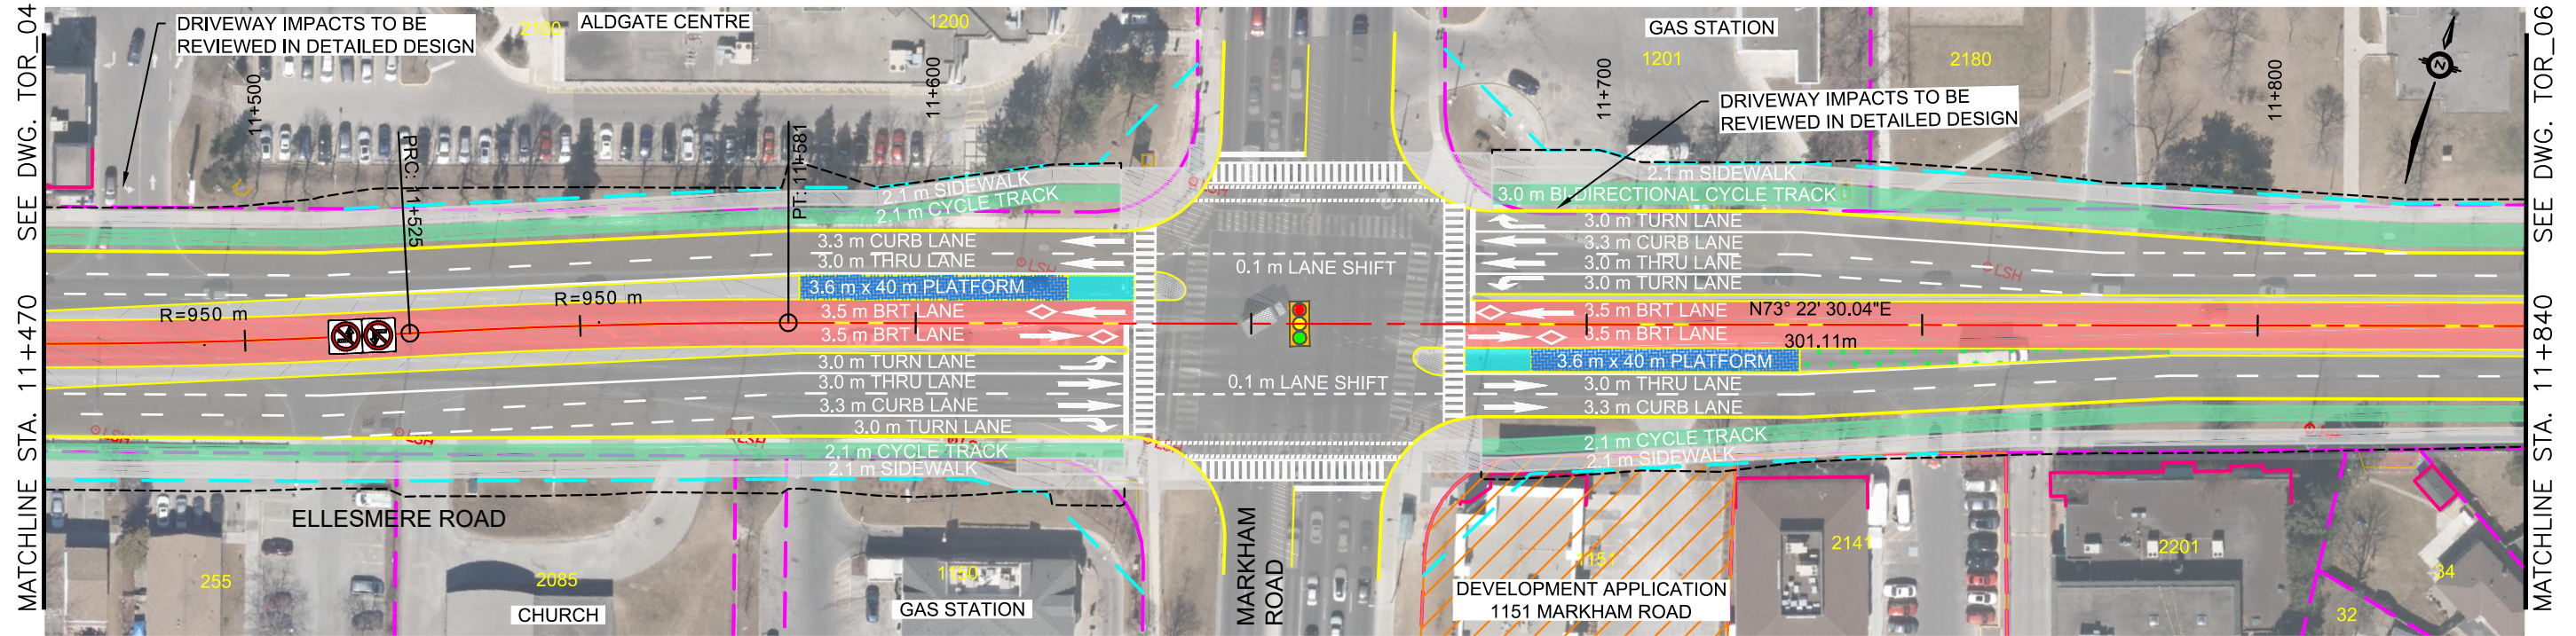 MATCHLINE STA. 11+470 SEE DWG. TOR_04
DRIVEWAY IMPACTS TO BE
REVIEWED IN DETAILED DESIGN
2100
ALDGATE CENTRE
1200
GAS STATION
1201
2180
11+500
11+600
11+700
11+800
DRIVEWAY IMPACTS TO BE
REVIEWED IN DETAILED DESIGN
N
PRC: 11+525
PT: 11+581
2.1 m SIDEWALK
2.1 m CYCLE TRACK
3.3 m CURB LANE
3.0 m THRU LANE
LSH
3.6 m x 40 m PLATFORM
3.5 m BRT LANE
3.5 m BRT LANE
3.0 m TURN LANE
3.0 m THRU LANE
3.3 m CURB LANE
3.0 m TURN LANE
2.1 m CYCLE TRACK
2.1 m SIDEWALK
R=950 m
R=950 m
LSH
LSH
LSH
LSH
LSH
0.1 m LANE SHIFT
0.1 m LANE SHIFT
2.1 m SIDEWALK
3.0 m BI-DIRECTIONAL CYCLE TRACK
3.0 m TURN LANE
3.3 m CURB LANE
3.0 m THRU LANE
3.0 m TURN LANE
LSH
3.5 m BRT LANE
N73° 22' 30.04"E
3.5 m BRT LANE
301.11m
3.6 m x 40 m PLATFORM
3.0 m THRU LANE
3.3 m CURB LANE
2.1 m CYCLE TRACK
2.1 m SIDEWALK
ELLESMERE ROAD
255
2085
CHURCH
1150
GAS STATION
MARKHAM
ROAD
1151
DEVELOPMENT APPLICATION
1151 MARKHAM ROAD
2141
2201
34
32
MATCHLINE STA. 11+840 SEE DWG. TOR_06